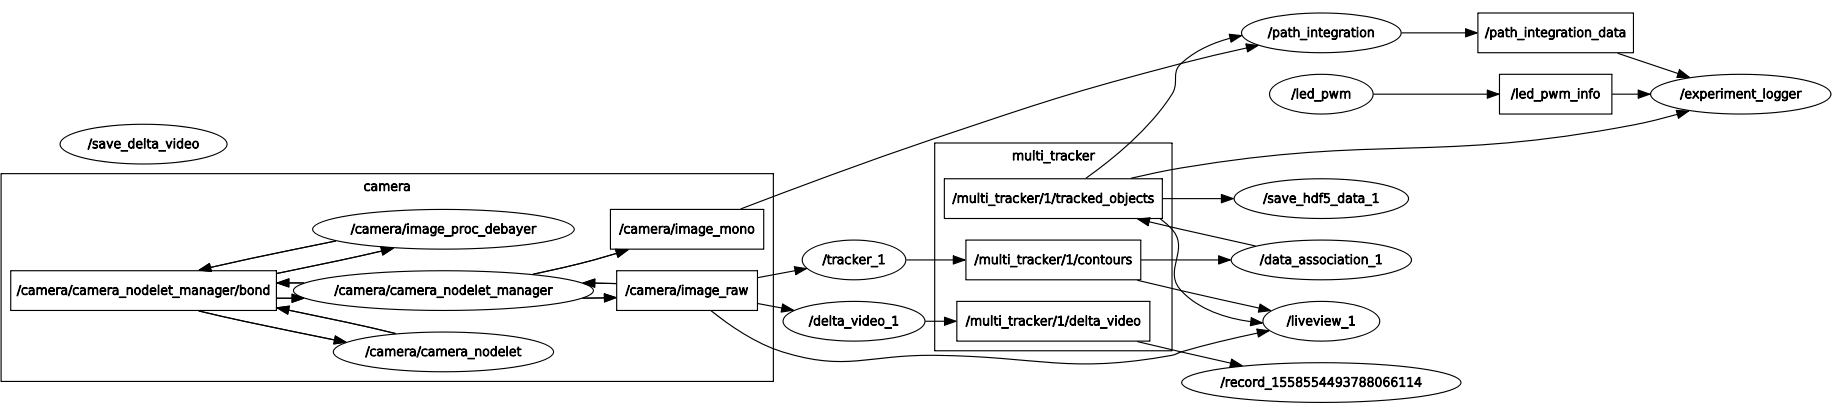 /path_integration
/path_integration_data
/led_pwm
/led_pwm_info
/experiment_logger
/save_delta_video
multi_tracker
camera
/multi_tracker/1/tracked_objects
/save_hdf5_data_1
/camera/image_proc_debayer
/camera/image_mono
/tracker_1
/multi_tracker/1/contours
/data_association_1
/camera/camera_nodelet_manager/bond
/camera/camera_nodelet_manager
/camera/image_raw
/delta_video_1
/multi_tracker/1/delta_video
/liveview_1
/camera/camera_nodelet
/record_1558554493788066114